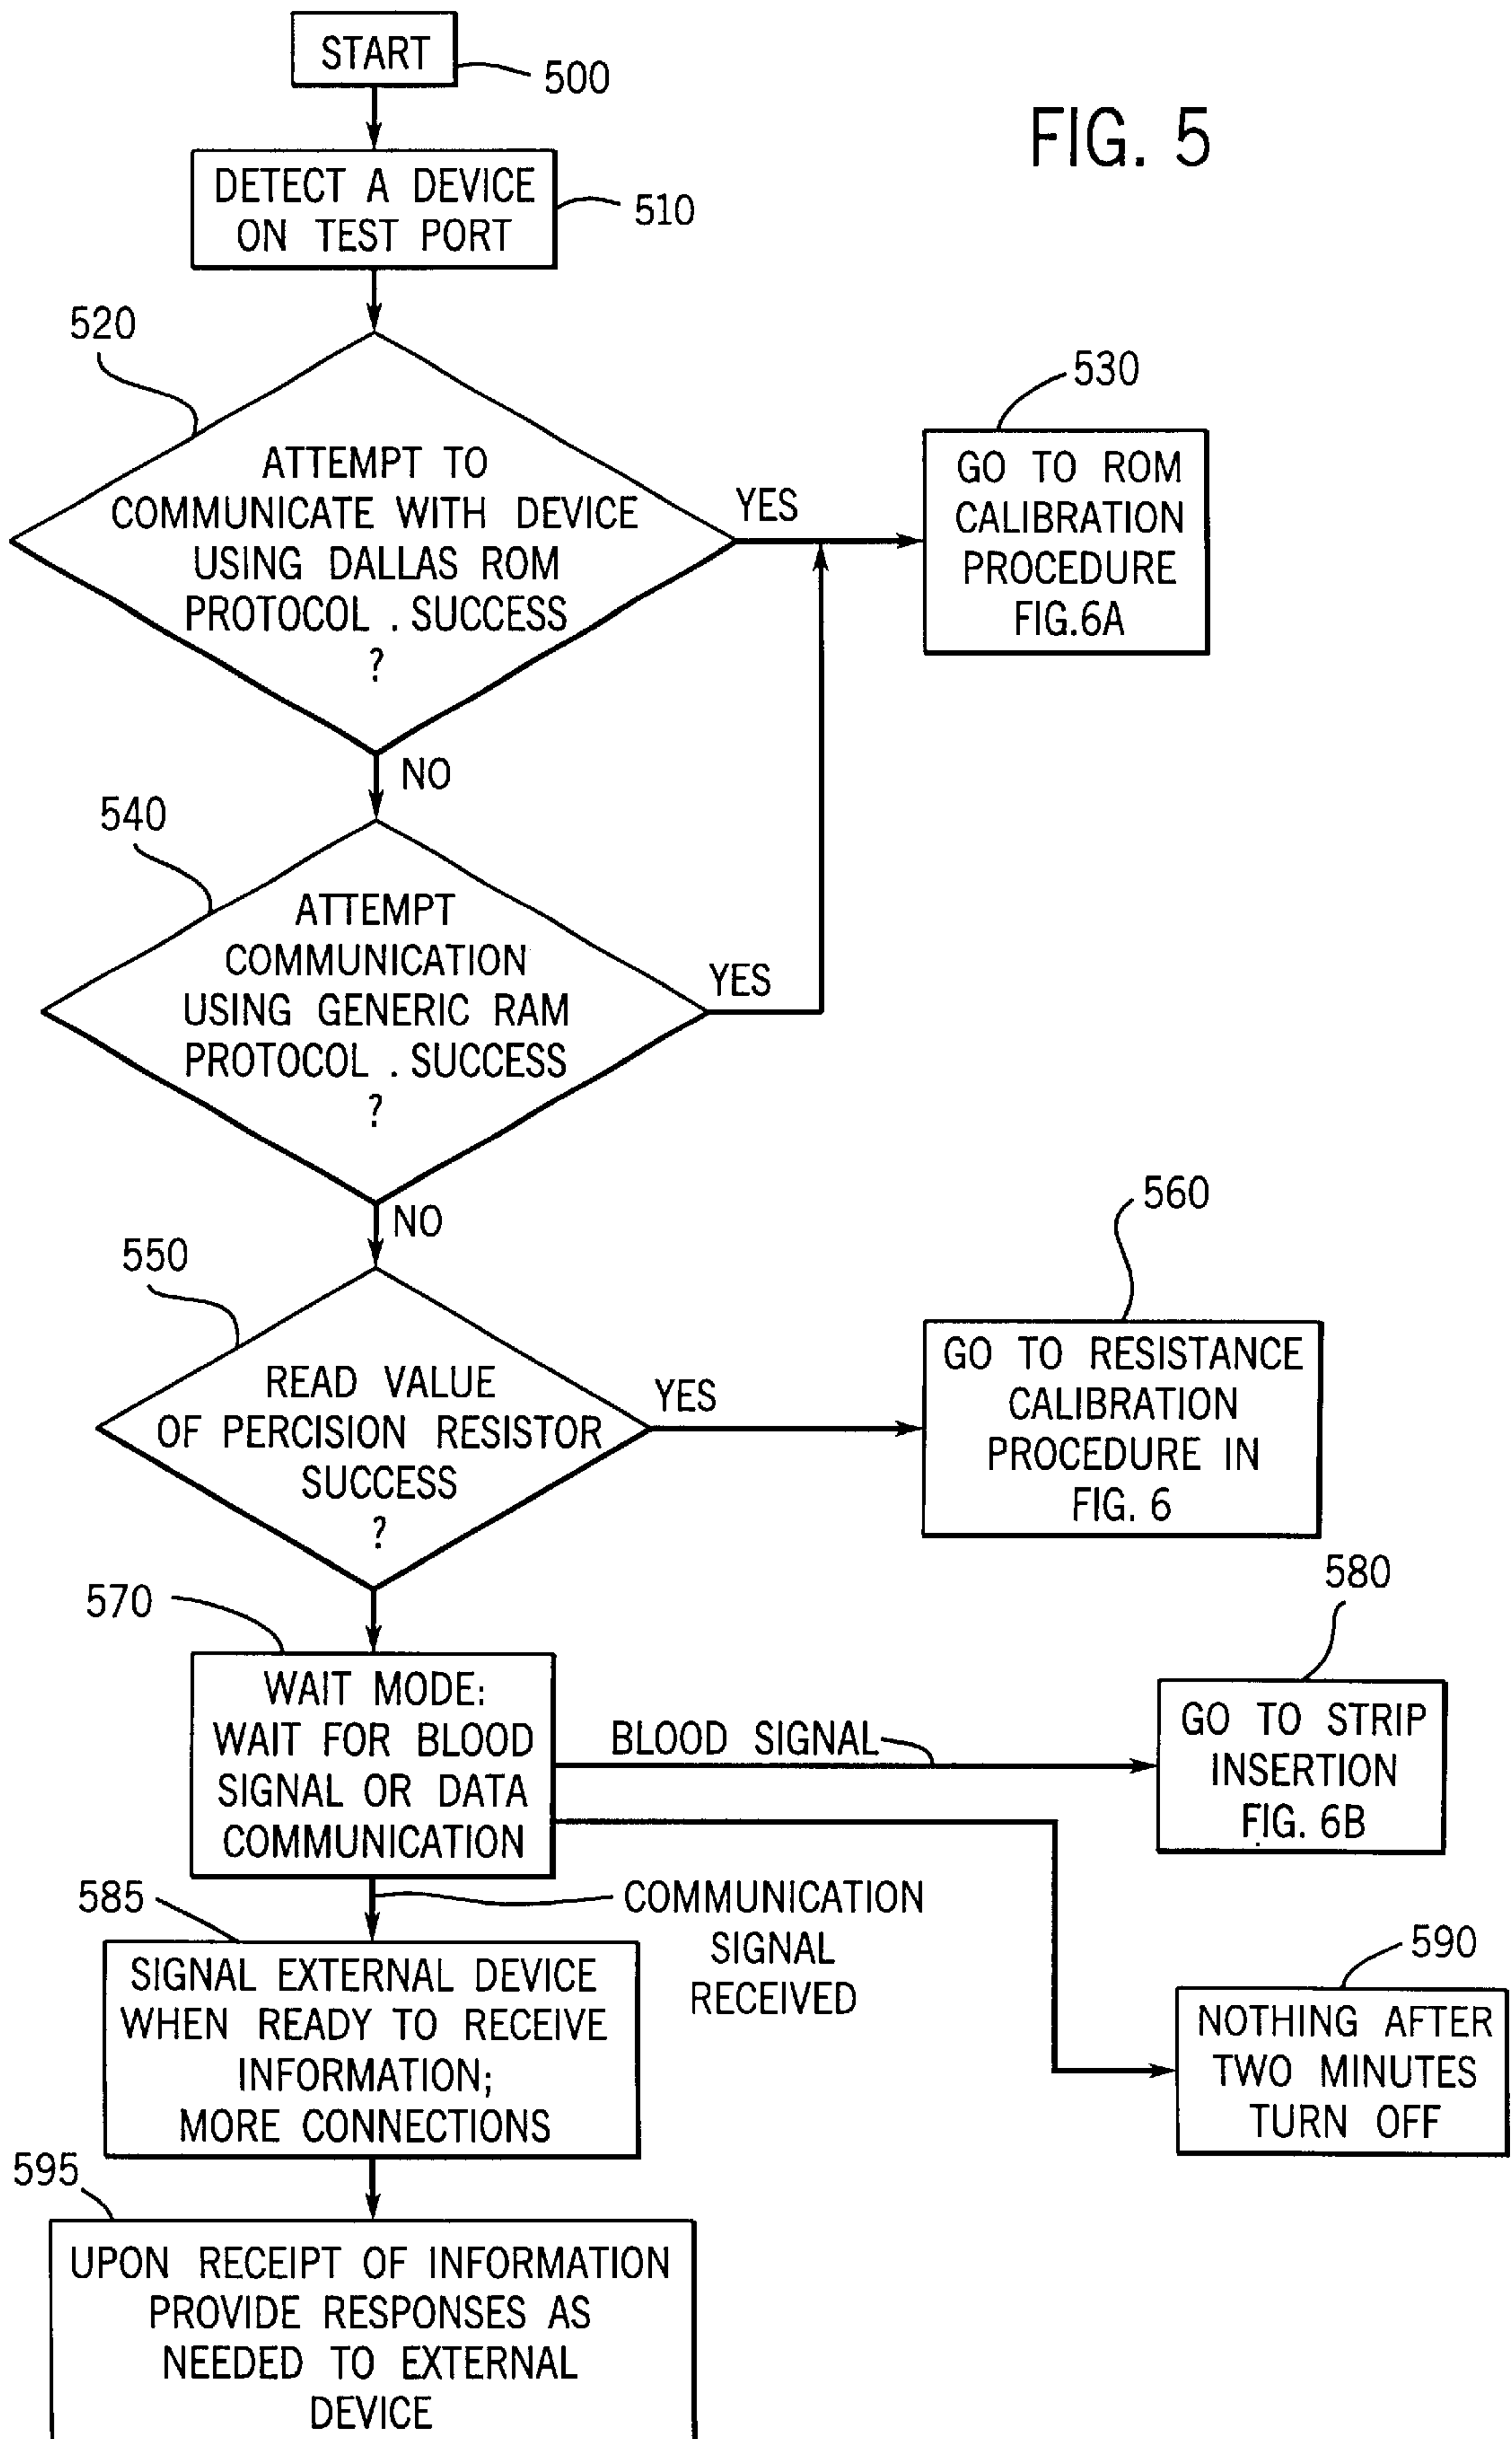 START
500
FIG. 5
DETECT A DEVICE
ON TEST PORT
510
520
ATTEMPT TO
COMMUNICATE WITH DEVICE
USING DALLAS ROM
PROTOCOL . SUCCESS
?
YES
530
GO TO ROM
CALIBRATION
PROCEDURE
FIG.6A
NO
540
ATTEMPT
COMMUNICATION
USING GENERIC RAM
PROTOCOL . SUCCESS
?
YES
NO
550
READ VALUE
OF PERCISION RESISTOR
SUCCESS
?
YES
560
GO TO RESISTANCE
CALIBRATION
PROCEDURE IN
FIG. 6
570
WAIT MODE:
WAIT FOR BLOOD
SIGNAL OR DATA
COMMUNICATION
BLOOD SIGNAL
580
GO TO STRIP
INSERTION
FIG. 6B
COMMUNICATION
SIGNAL
RECEIVED
585
SIGNAL EXTERNAL DEVICE
WHEN READY TO RECEIVE
INFORMATION;
MORE CONNECTIONS
590
NOTHING AFTER
TWO MINUTES
TURN OFF
595
UPON RECEIPT OF INFORMATION
PROVIDE RESPONSES AS
NEEDED TO EXTERNAL
DEVICE